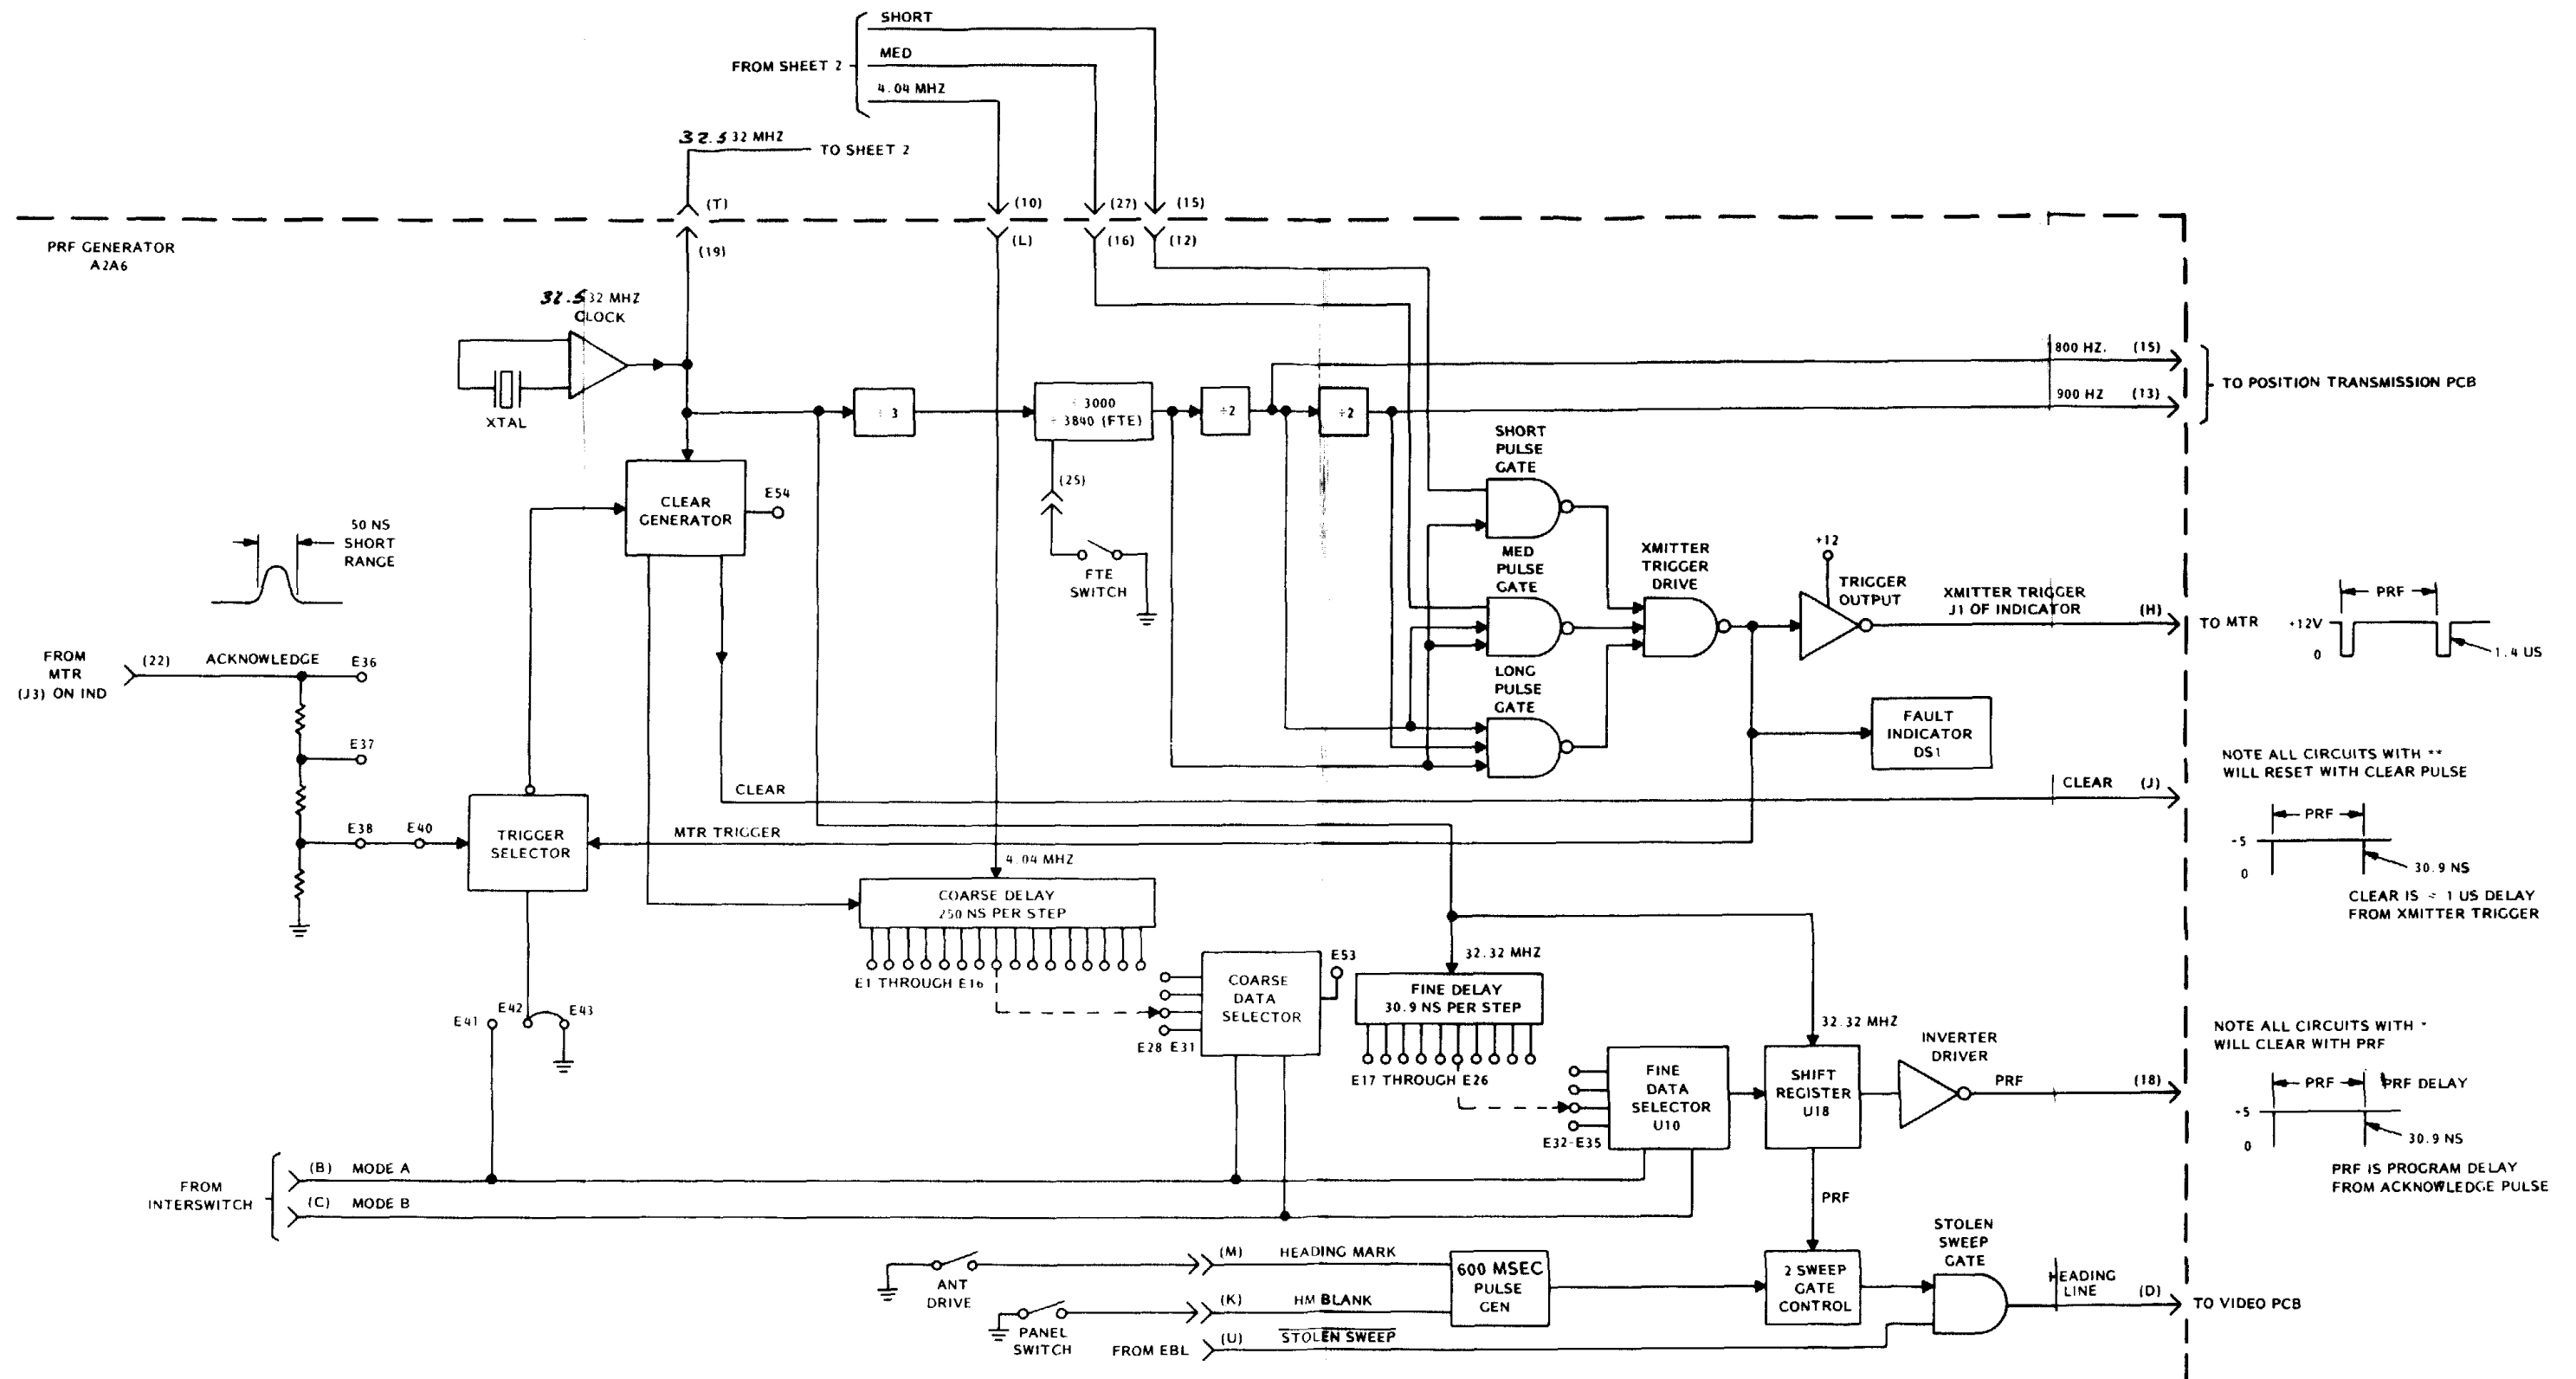 SHORT
MED
FROM SHEET 2
4.04 MHZ
32.5 32 MHZ
TO SHEET 2
(T)
(10)
(27)
(15)
(19)
(L)
(16)
(12)
PRF GENERATOR
A2A6
32.5 32 MHZ
CLOCK
XTAL
÷3
÷ 3000
÷ 3840 (FTE)
÷2
÷2
800 HZ.
(15)
900 HZ
(13)
TO POSITION TRANSMISSION PCB
(25)
FTE
SWITCH
CLEAR
GENERATOR
E54
50 NS
SHORT
RANGE
SHORT
PULSE
GATE
MED
PULSE
GATE
LONG
PULSE
GATE
XMITTER
TRIGGER
DRIVE
+12
TRIGGER
OUTPUT
XMITTER TRIGGER
J1 OF INDICATOR
(H)
TO MTR
PRF
+12V
0
1.4 US
FROM
MTR
(J3) ON IND
(22)
ACKNOWLEDGE
E36
E37
E38
E40
TRIGGER
SELECTOR
FAULT
INDICATOR
DS1
NOTE ALL CIRCUITS WITH **
WILL RESET WITH CLEAR PULSE
CLEAR
CLEAR
(J)
MTR TRIGGER
4.04 MHZ
PRF
-5
0
30.9 NS
CLEAR IS ≈ 1 US DELAY
FROM XMITTER TRIGGER
COARSE DELAY
250 NS PER STEP
E1 THROUGH E16
COARSE
DATA
SELECTOR
E53
E28 E31
32.32 MHZ
FINE DELAY
30.9 NS PER STEP
E17 THROUGH E26
E41
E42
E43
FINE
DATA
SELECTOR
U10
E32-E35
32.32 MHZ
SHIFT
REGISTER
U18
INVERTER
DRIVER
PRF
(18)
NOTE ALL CIRCUITS WITH *
WILL CLEAR WITH PRF
PRF
PRF DELAY
-5
0
30.9 NS
PRF IS PROGRAM DELAY
FROM ACKNOWLEDGE PULSE
FROM
INTERSWITCH
(B)
MODE A
(C)
MODE B
PRF
ANT
DRIVE
(M)
HEADING MARK
PANEL
SWITCH
(K)
HM BLANK
FROM EBL
(U)
STOLEN SWEEP
600 MSEC
PULSE
GEN
2 SWEEP
GATE
CONTROL
STOLEN
SWEEP
GATE
HEADING
LINE
(D)
TO VIDEO PCB